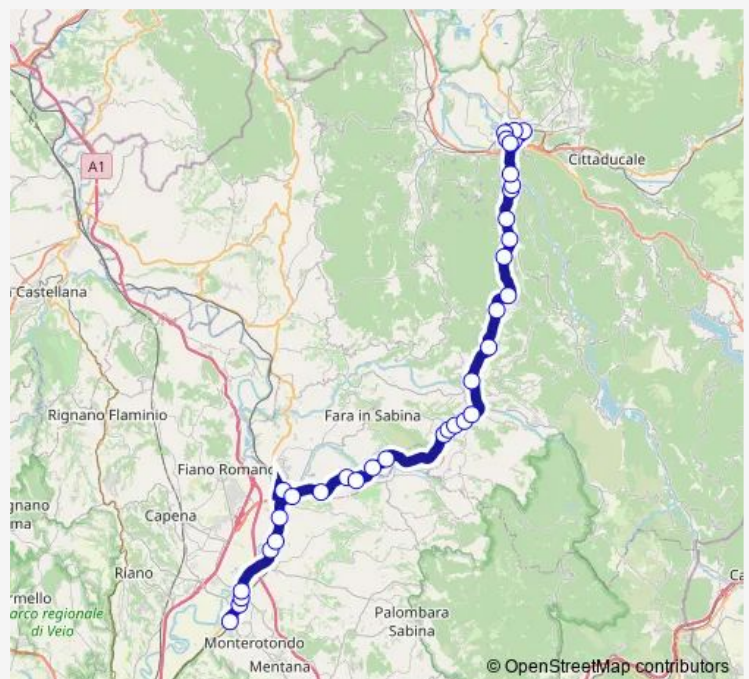 A1
Cittaducale
Castellana
Rignano Flaminio
Fara in Sabina
Fiano Romano
Capena
Riano
Palombara
Sabina
Monterotondo
Mentana
arco regionale
di Veio
© OpenStreetMap contributors